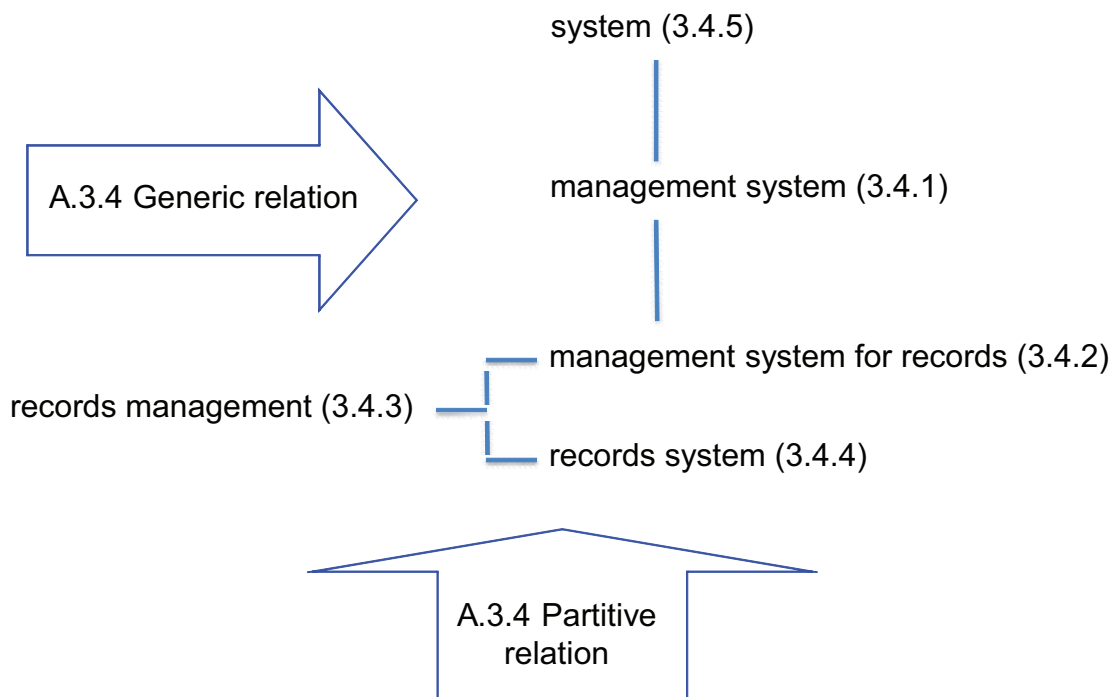 system (3.4.5)
A.3.4 Generic relation
management system (3.4.1)
management system for records (3.4.2)
records management (3.4.3)
records system (3.4.4)
A.3.4 Partitive
relation